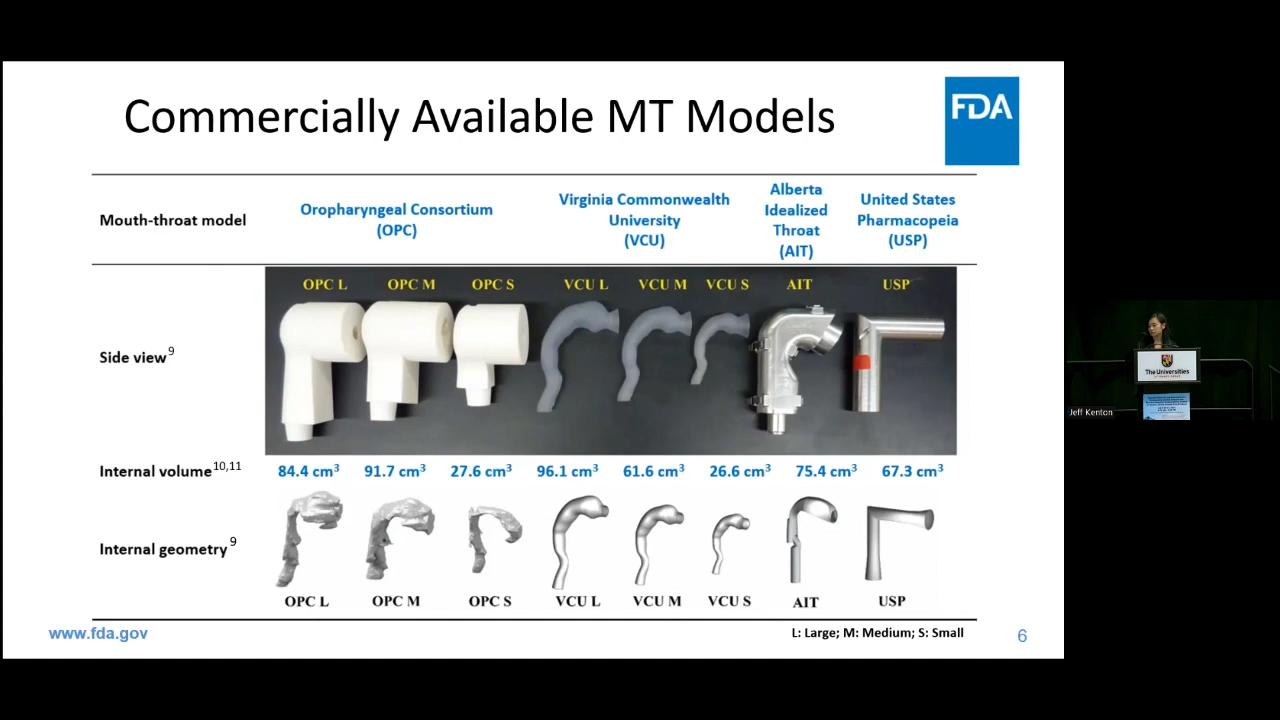 Commercially Available MT Models
FDA
Mouth-throat model
Oropharyngeal Consortium
(OPC)
Virginia Commonwealth
University
(VCU)
Alberta
Idealized
Throat
(AIT)
United States
Pharmacopeia
(USP)
OPC L OPC M OPC S VCU L VCU M VCU S AIT USP
Side view9
Internal volume10,11 84.4 cm3 91.7 cm3 27.6 cm3 96.1 cm3 61.6 cm3 26.6 cm3 75.4 cm3 67.3 cm3
Internal geometry9
OPC L OPC M OPC S VCU L VCU M VCU S AIT USP
www.fda.gov
L: Large; M: Medium; S: Small
6
The Universities
Jeff Kenton